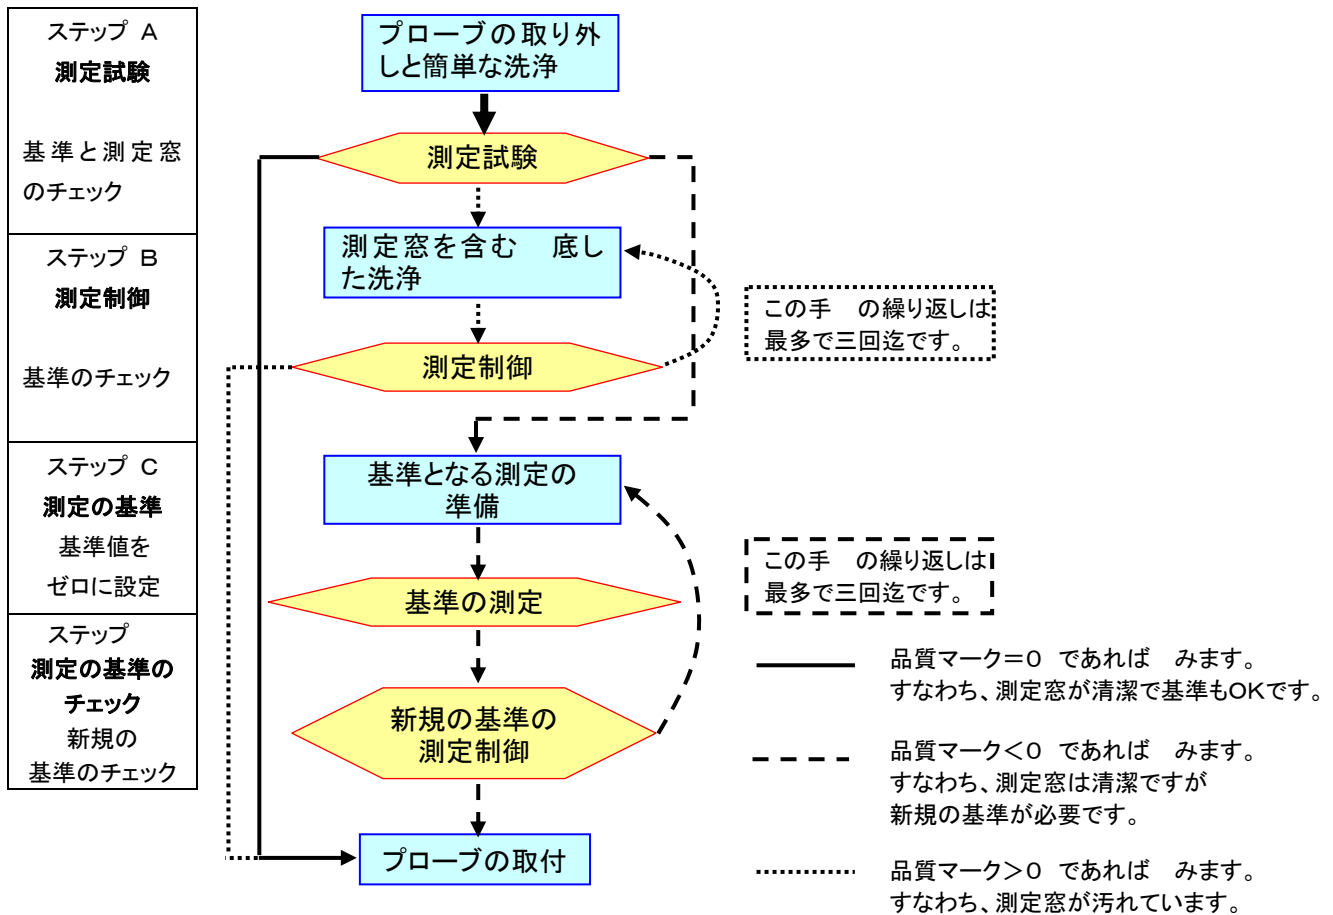 ステップ A
測定試験
基準と測定窓
のチェック
ステップ B
測定制御
基準のチェック
ステップ C
測定の基準
基準値を
ゼロに設定
ステップ
測定の基準の
チェック
新規の
基準のチェック
プローブの取り外
しと簡単な洗浄
測定試験
測定窓を含む 底し
た洗浄
測定制御
基準となる測定の
準備
基準の測定
新規の基準の
測定制御
プローブの取付
この手 の繰り返しは
最多で三回迄です。
この手 の繰り返しは
最多で三回迄です。
品質マーク＝0 であれば みます。
すなわち、測定窓が清潔で基準もOKです。
品質マーク＜0 であれば みます。
すなわち、測定窓は清潔ですが
新規の基準が必要です。
品質マーク＞0 であれば みます。
すなわち、測定窓が汚れています。